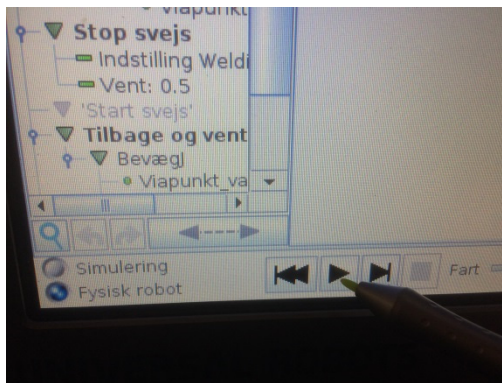 Viapunkt
Stop svejs
Indstilling Weldi
Vent: 0.5
'Start svejs'
Tilbage og vent
BevægJ
Viapunkt_va
Simulering
Fysisk robot
Fart